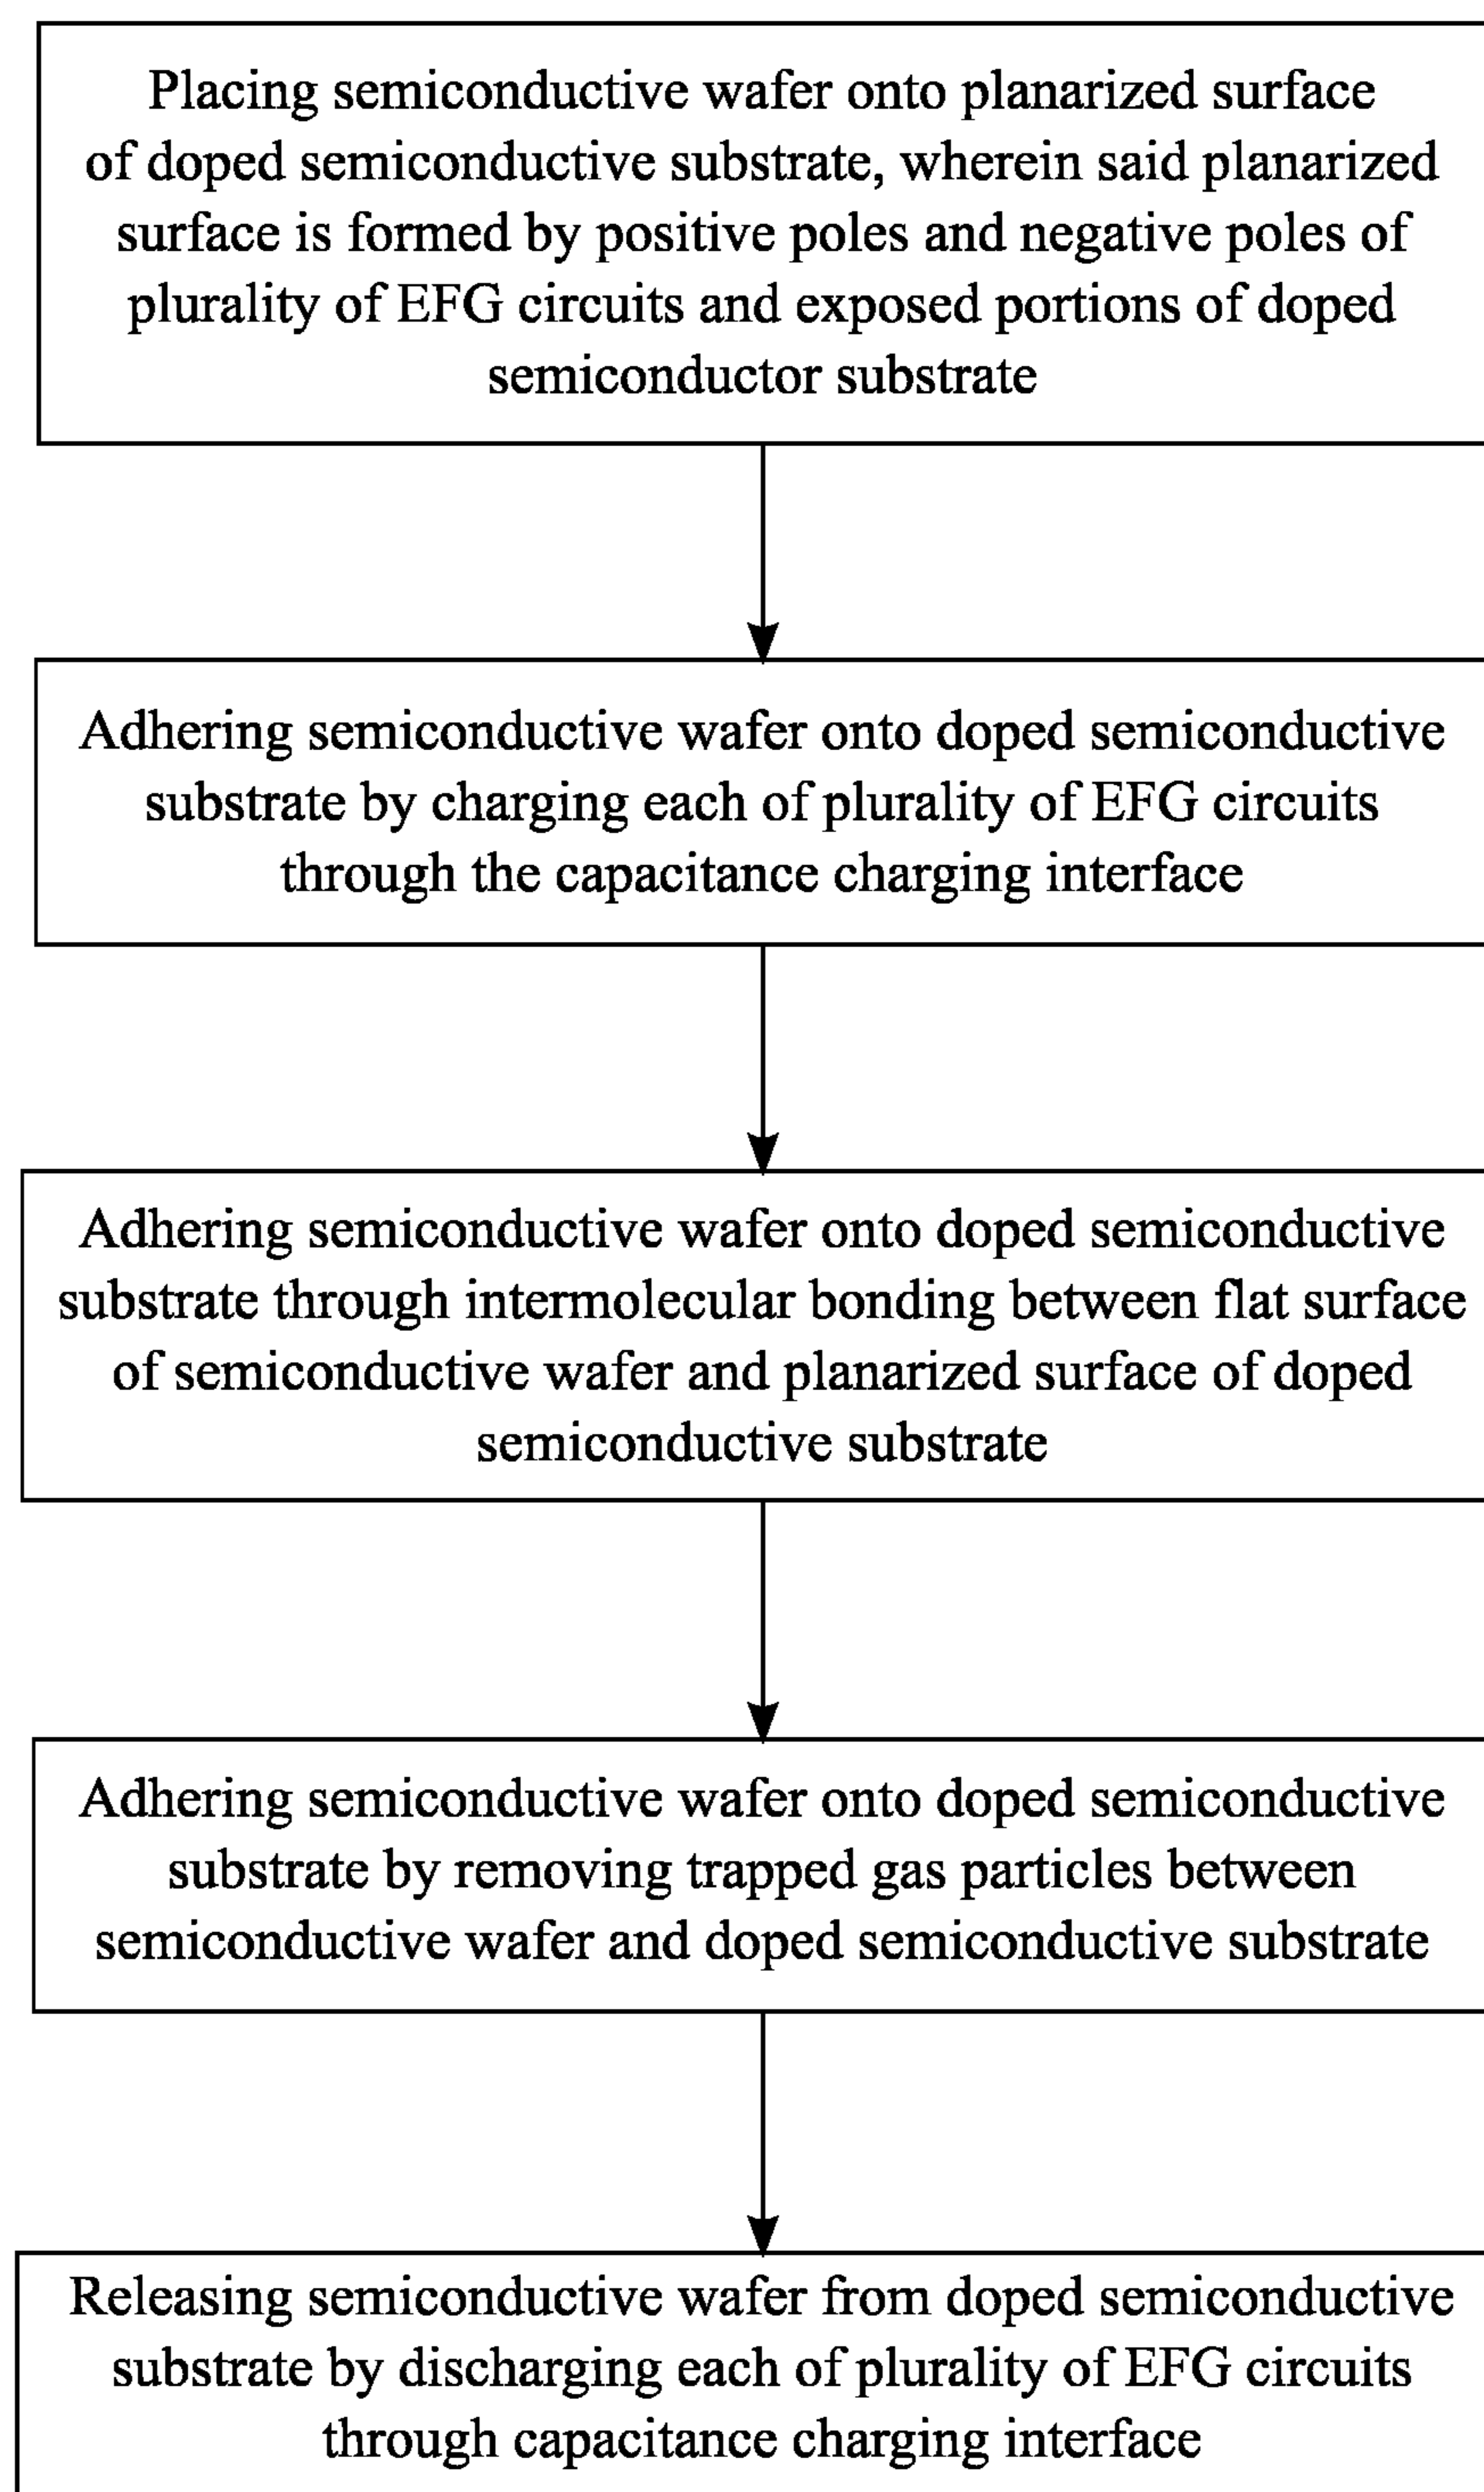 Placing semiconductive wafer onto planarized surface
of doped semiconductive substrate, wherein said planarized
surface is formed by positive poles and negative poles of
plurality of EFG circuits and exposed portions of doped
semiconductor substrate
Adhering semiconductive wafer onto doped semiconductive
substrate by charging each of plurality of EFG circuits
through the capacitance charging interface
Adhering semiconductive wafer onto doped semiconductive
substrate through intermolecular bonding between flat surface
of semiconductive wafer and planarized surface of doped
semiconductive substrate
Adhering semiconductive wafer onto doped semiconductive
substrate by removing trapped gas particles between
semiconductive wafer and doped semiconductive substrate
Releasing semiconductive wafer from doped semiconductive
substrate by discharging each of plurality of EFG circuits
through capacitance charging interface